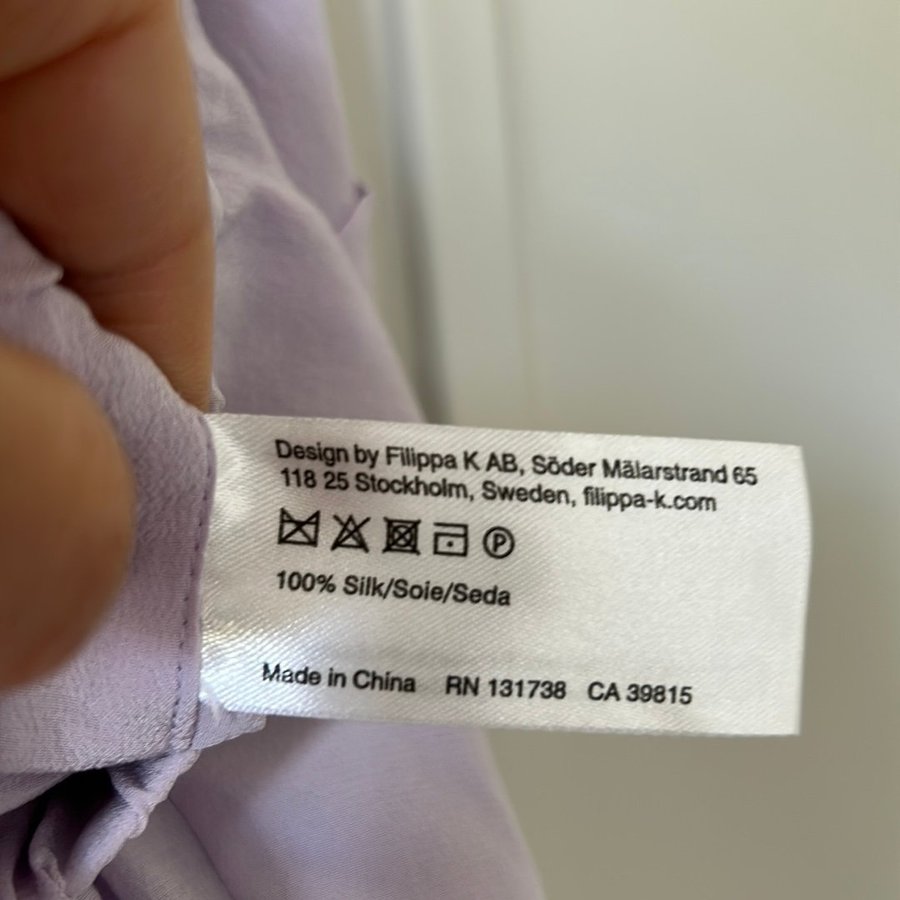 Design by Filippa K AB, Söder Mälarstrand 65
118 25 Stockholm, Sweden, filippa-k.com
P
100% Silk/Soie/Seda
Made in China RN 131738 CA 39815